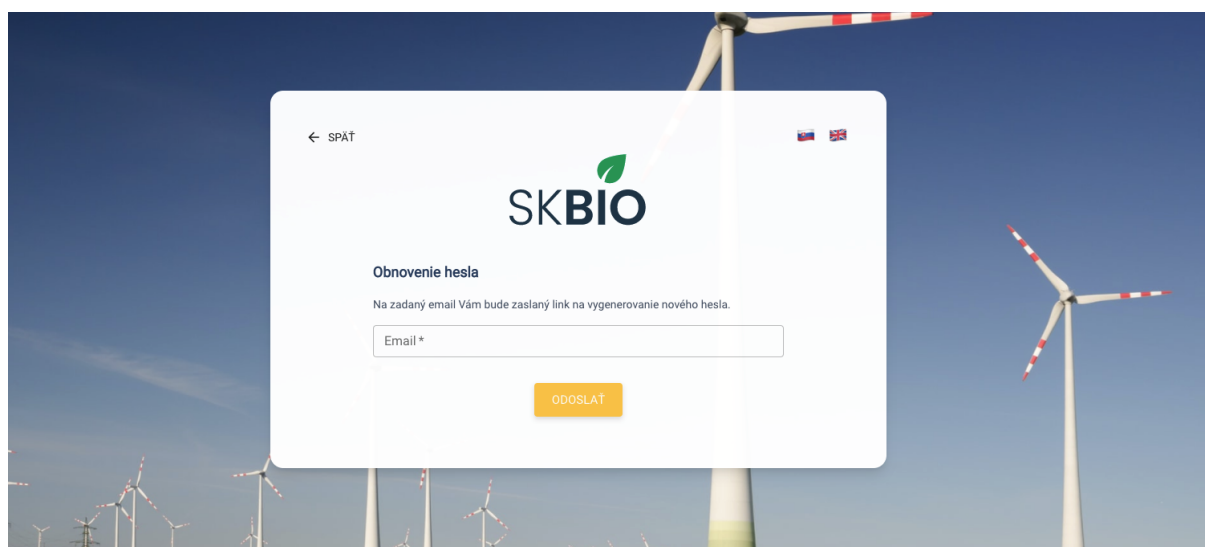 SPÄŤ
SKBIO
Obnovenie hesla
Na zadaný email Vám bude zaslaný link na vygenerovanie nového hesla.
Email *
ODOSLAŤ